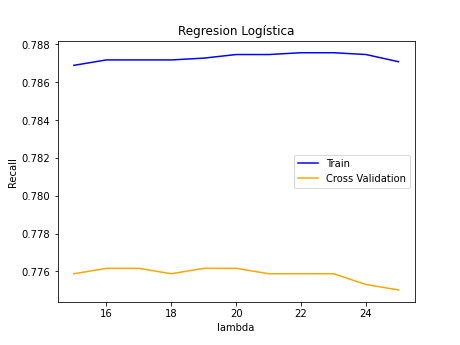 Regresion Logística
0.788
0.786
0.784
0.782
0.780
0.778
0.776
Recall
Train
Cross Validation
16 18 20 22 24
lambda